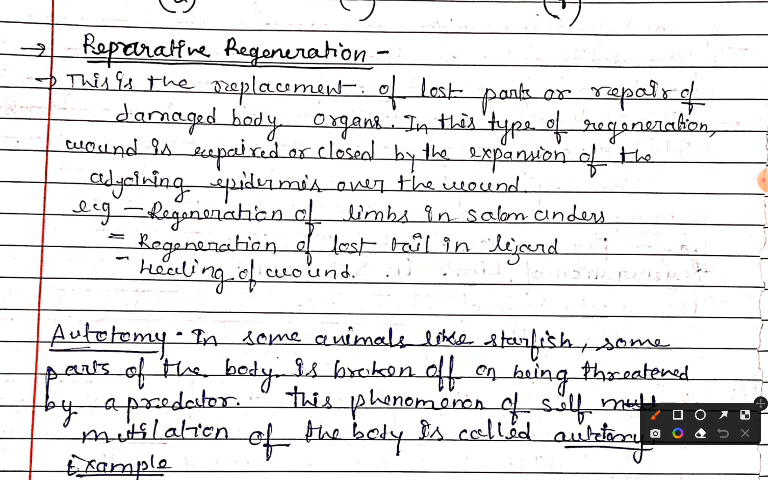 → Reparative Regeneration -
→ This is the replacement of lost parts or repair of
damaged body organs. In this type of regeneration,
wound is repaired or closed by the expansion of the
adjoining epidermis over the wound.
eg - Regeneration of limbs in salamanders
= Regeneration of lost tail in lizard
- Healing of wound.
Autotomy - In some animals like starfish, some
parts of the body is broken off on being threatened
by a predator. This phenomenon of self
mutilation of the body is called autotomy
Example